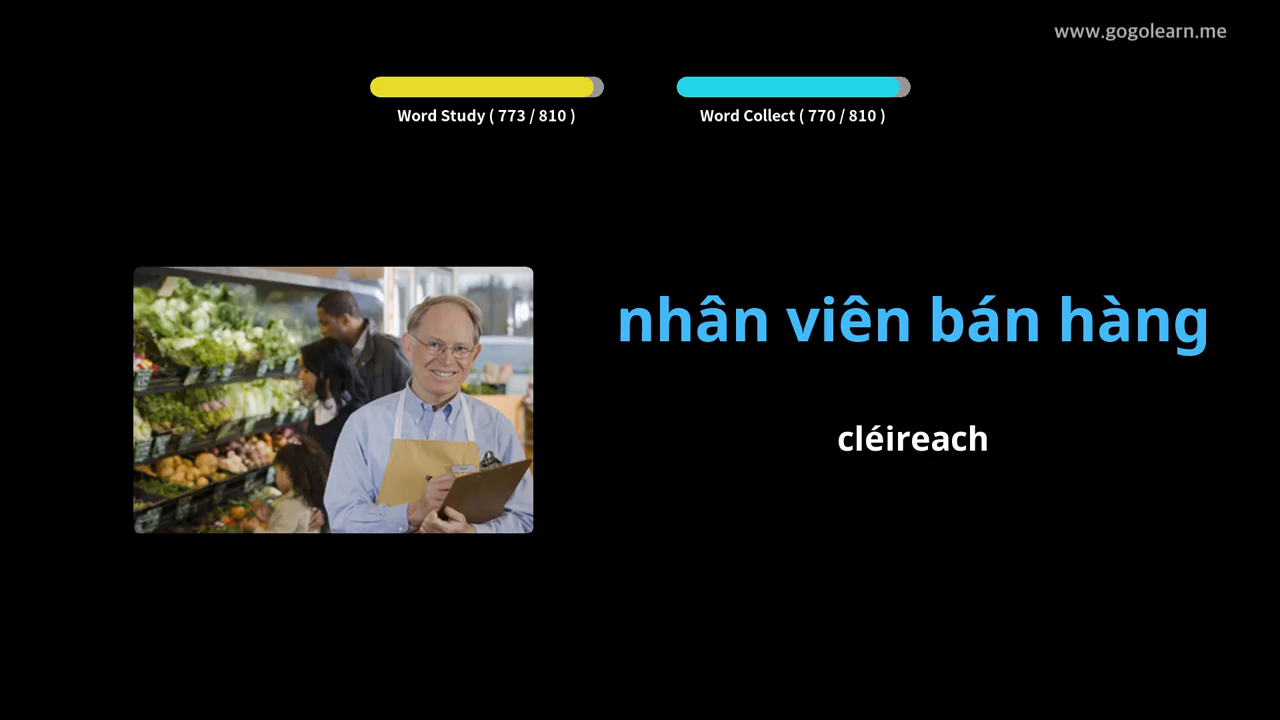 www.gogolearn.me
Word Study ( 773 / 810 )
Word Collect ( 770 / 810 )
nhân viên bán hàng
cléireach